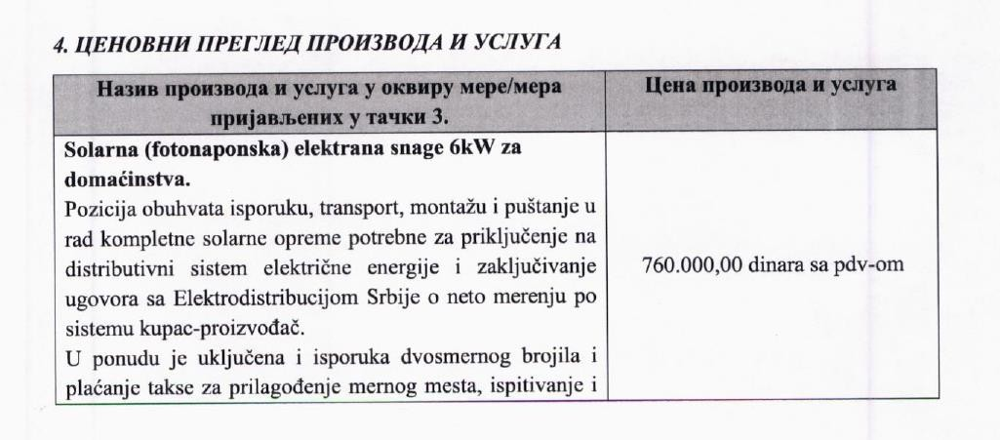 4. ЦЕНОВНИ ПРЕГЛЕД ПРОИЗВОДА И УСЛУГА
Назив производа и услуга у оквиру мере/мера
пријављених у тачки 3.
Цена производа и услуга
Solarna (fotonaponska) elektrana snage 6kW za
domaćinstva.
Pozicija obuhvata isporuku, transport, montažu i puštanje u
rad kompletne solarne opreme potrebne za priključenje na
distributivni sistem električne energije i zaključivanje
ugovora sa Elektrodistribucijom Srbije o neto merenju po
sistemu kupac-proizvođač.
U ponudu je uključena i isporuka dvosmernog brojila i
plaćanje takse za prilagođenje mernog mesta, ispitivanje i
760.000,00 dinara sa pdv-om